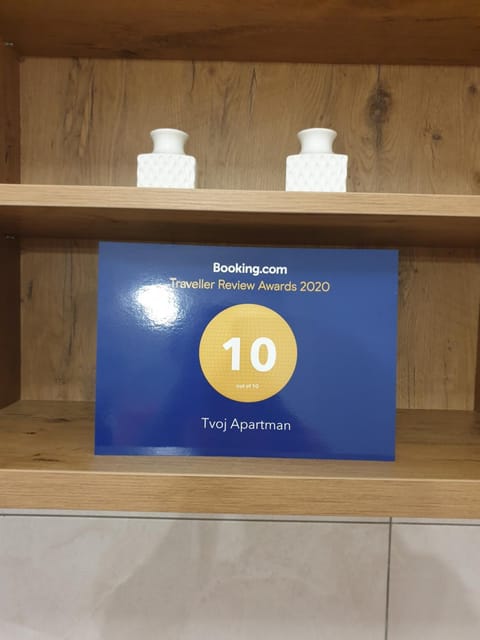 Booking.com
Traveller Review Awards 2020
10
out of 10
Tvoj Apartman